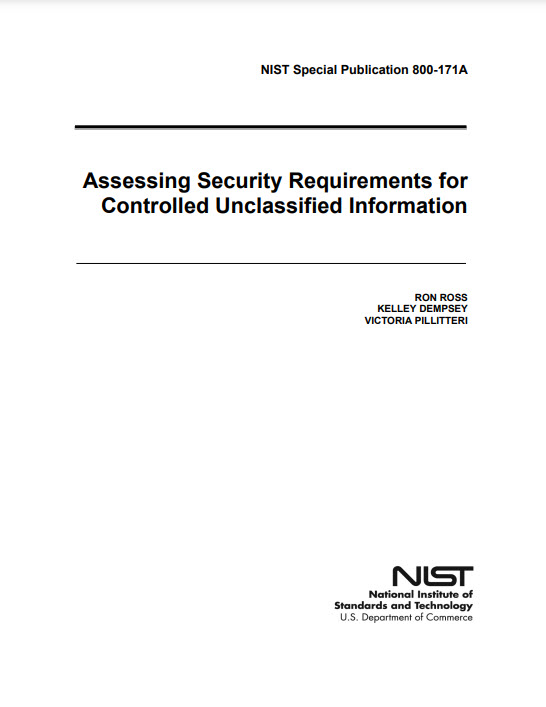 NIST Special Publication 800-171A
Assessing Security Requirements for
Controlled Unclassified Information
RON ROSS
KELLEY DEMPSEY
VICTORIA PILLITTERI
NIST
National Institute of
Standards and Technology
U.S. Department of Commerce